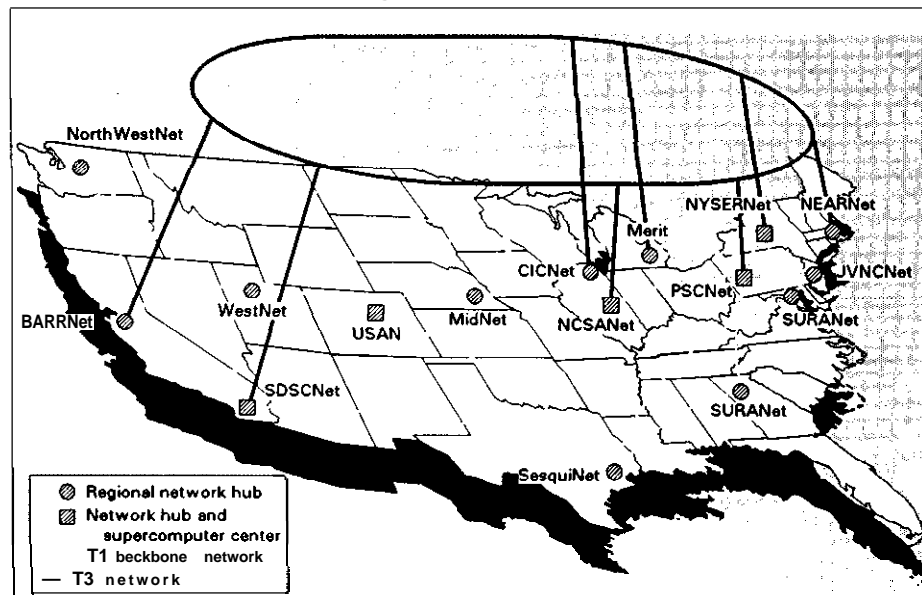 NorthWestNet
NYSERNet
NEARNet
Merit
CICNet
JVNCNet
PSCNet
WestNet
MidNet
BARRNet
USAN
NCSANet
SURANet
SDSCNet
SURANet
SesquiNet
Regional network hub
Network hub and
supercomputer center
T1 beckbone network
— T3 network